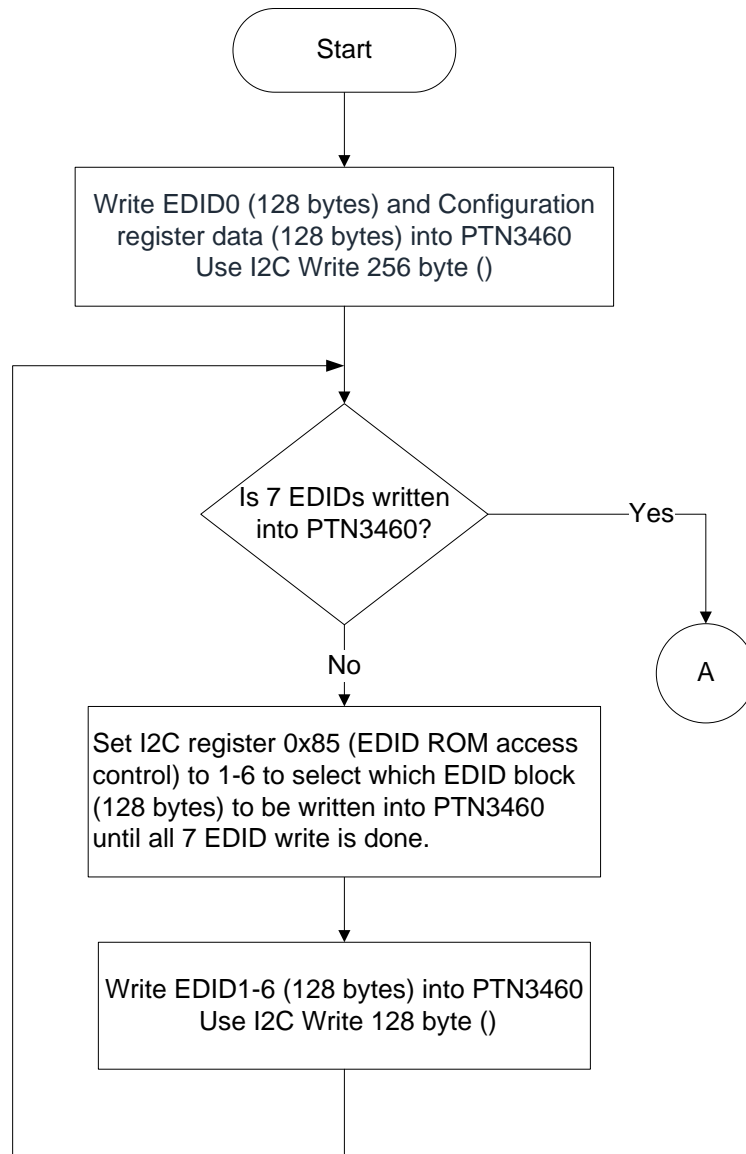 Start
Write EDID0 (128 bytes) and Configuration
register data (128 bytes) into PTN3460
Use I2C Write 256 byte ()
Is 7 EDIDs written
into PTN3460?
Yes
A
No
Set I2C register 0x85 (EDID ROM access
control) to 1-6 to select which EDID block
(128 bytes) to be written into PTN3460
until all 7 EDID write is done.
Write EDID1-6 (128 bytes) into PTN3460
Use I2C Write 128 byte ()